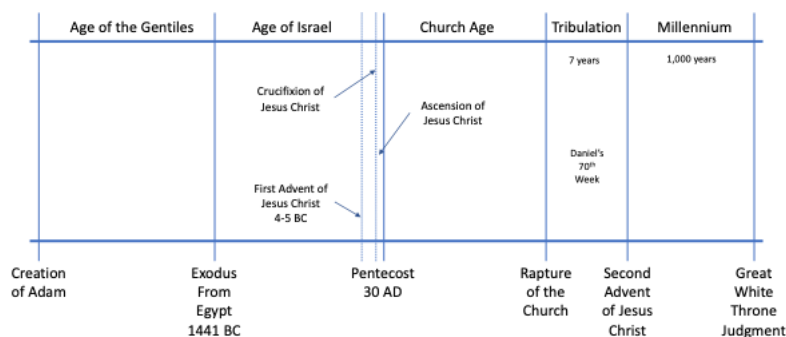 Age of the Gentiles
Age of Israel
Church Age
Tribulation
Millennium
7 years
1,000 years
Crucifixion of
Jesus Christ
Ascension of
Jesus Christ
Daniel's
70th
Week
First Advent of
Jesus Christ
4-5 BC
Creation
of Adam
Exodus
From
Egypt
1441 BC
Pentecost
30 AD
Rapture
of the
Church
Second
Advent
of Jesus
Christ
Great
White
Throne
Judgment